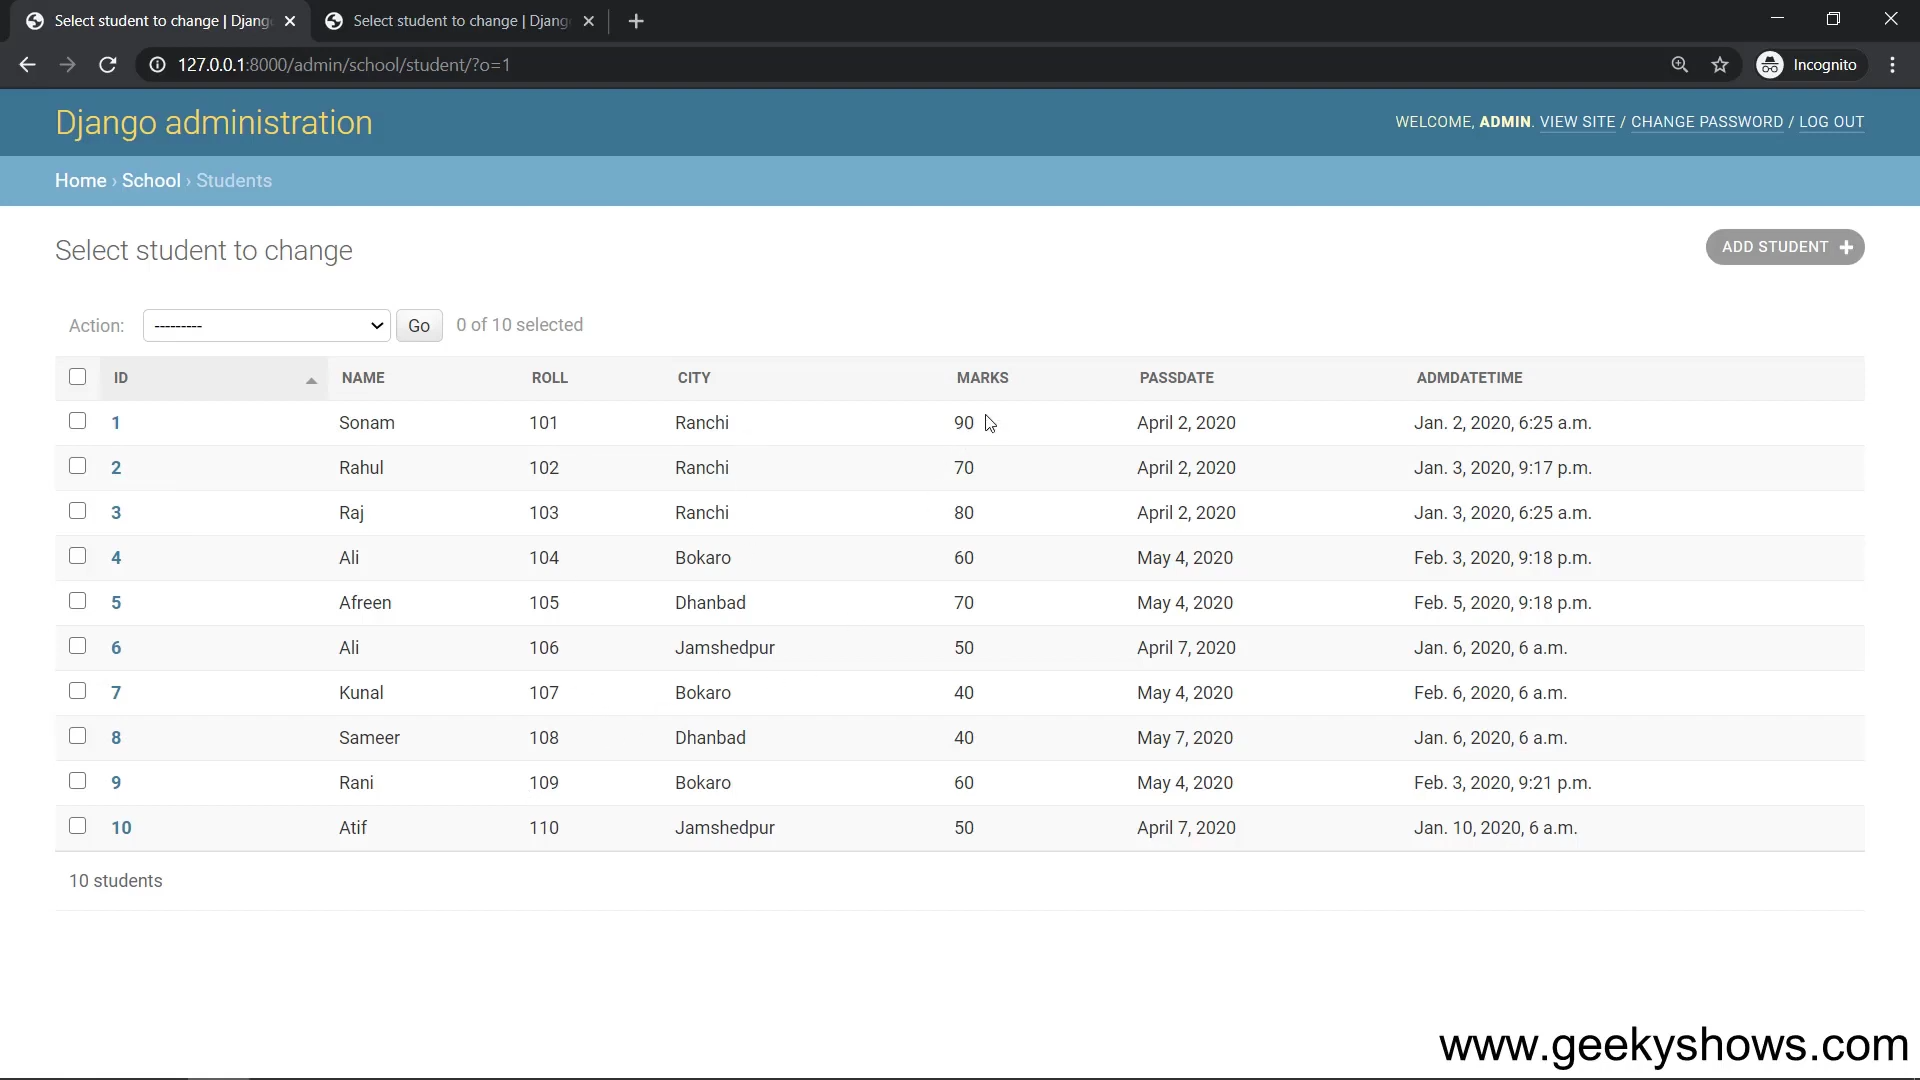 Select student to change | Djang
Select student to change | Djang
127.0.0.1:8000/admin/school/student/?o=1
Incognito
Django administration
WELCOME, ADMIN. VIEW SITE / CHANGE PASSWORD / LOG OUT
Home › School › Students
Select student to change
ADD STUDENT +
Action: --------- Go 0 of 10 selected
ID NAME ROLL CITY MARKS PASSDATE ADMDATETIME
1 Sonam 101 Ranchi 90 April 2, 2020 Jan. 2, 2020, 6:25 a.m.
2 Rahul 102 Ranchi 70 April 2, 2020 Jan. 3, 2020, 9:17 p.m.
3 Raj 103 Ranchi 80 April 2, 2020 Jan. 3, 2020, 6:25 a.m.
4 Ali 104 Bokaro 60 May 4, 2020 Feb. 3, 2020, 9:18 p.m.
5 Afreen 105 Dhanbad 70 May 4, 2020 Feb. 5, 2020, 9:18 p.m.
6 Ali 106 Jamshedpur 50 April 7, 2020 Jan. 6, 2020, 6 a.m.
7 Kunal 107 Bokaro 40 May 4, 2020 Feb. 6, 2020, 6 a.m.
8 Sameer 108 Dhanbad 40 May 7, 2020 Jan. 6, 2020, 6 a.m.
9 Rani 109 Bokaro 60 May 4, 2020 Feb. 3, 2020, 9:21 p.m.
10 Atif 110 Jamshedpur 50 April 7, 2020 Jan. 10, 2020, 6 a.m.
10 students
www.geekyshows.com